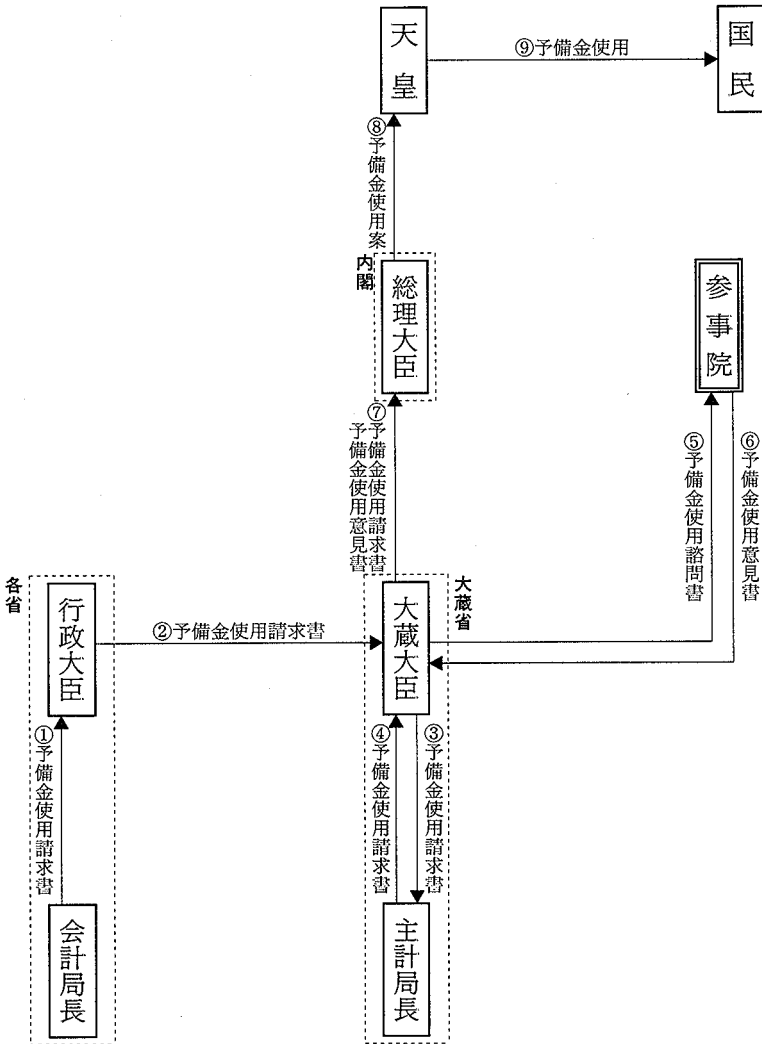 国民
⑨予備金使用
天皇
⑧予備金使用案
内閣
総理大臣
参事院
⑦予備金使用請求書
予備金使用意見書
⑤予備金使用諮問書
⑥予備金使用意見書
各省
行政大臣
②予備金使用請求書
大蔵省
大蔵大臣
①予備金使用請求書
④予備金使用請求書
③予備金使用請求書
会計局長
主計局長